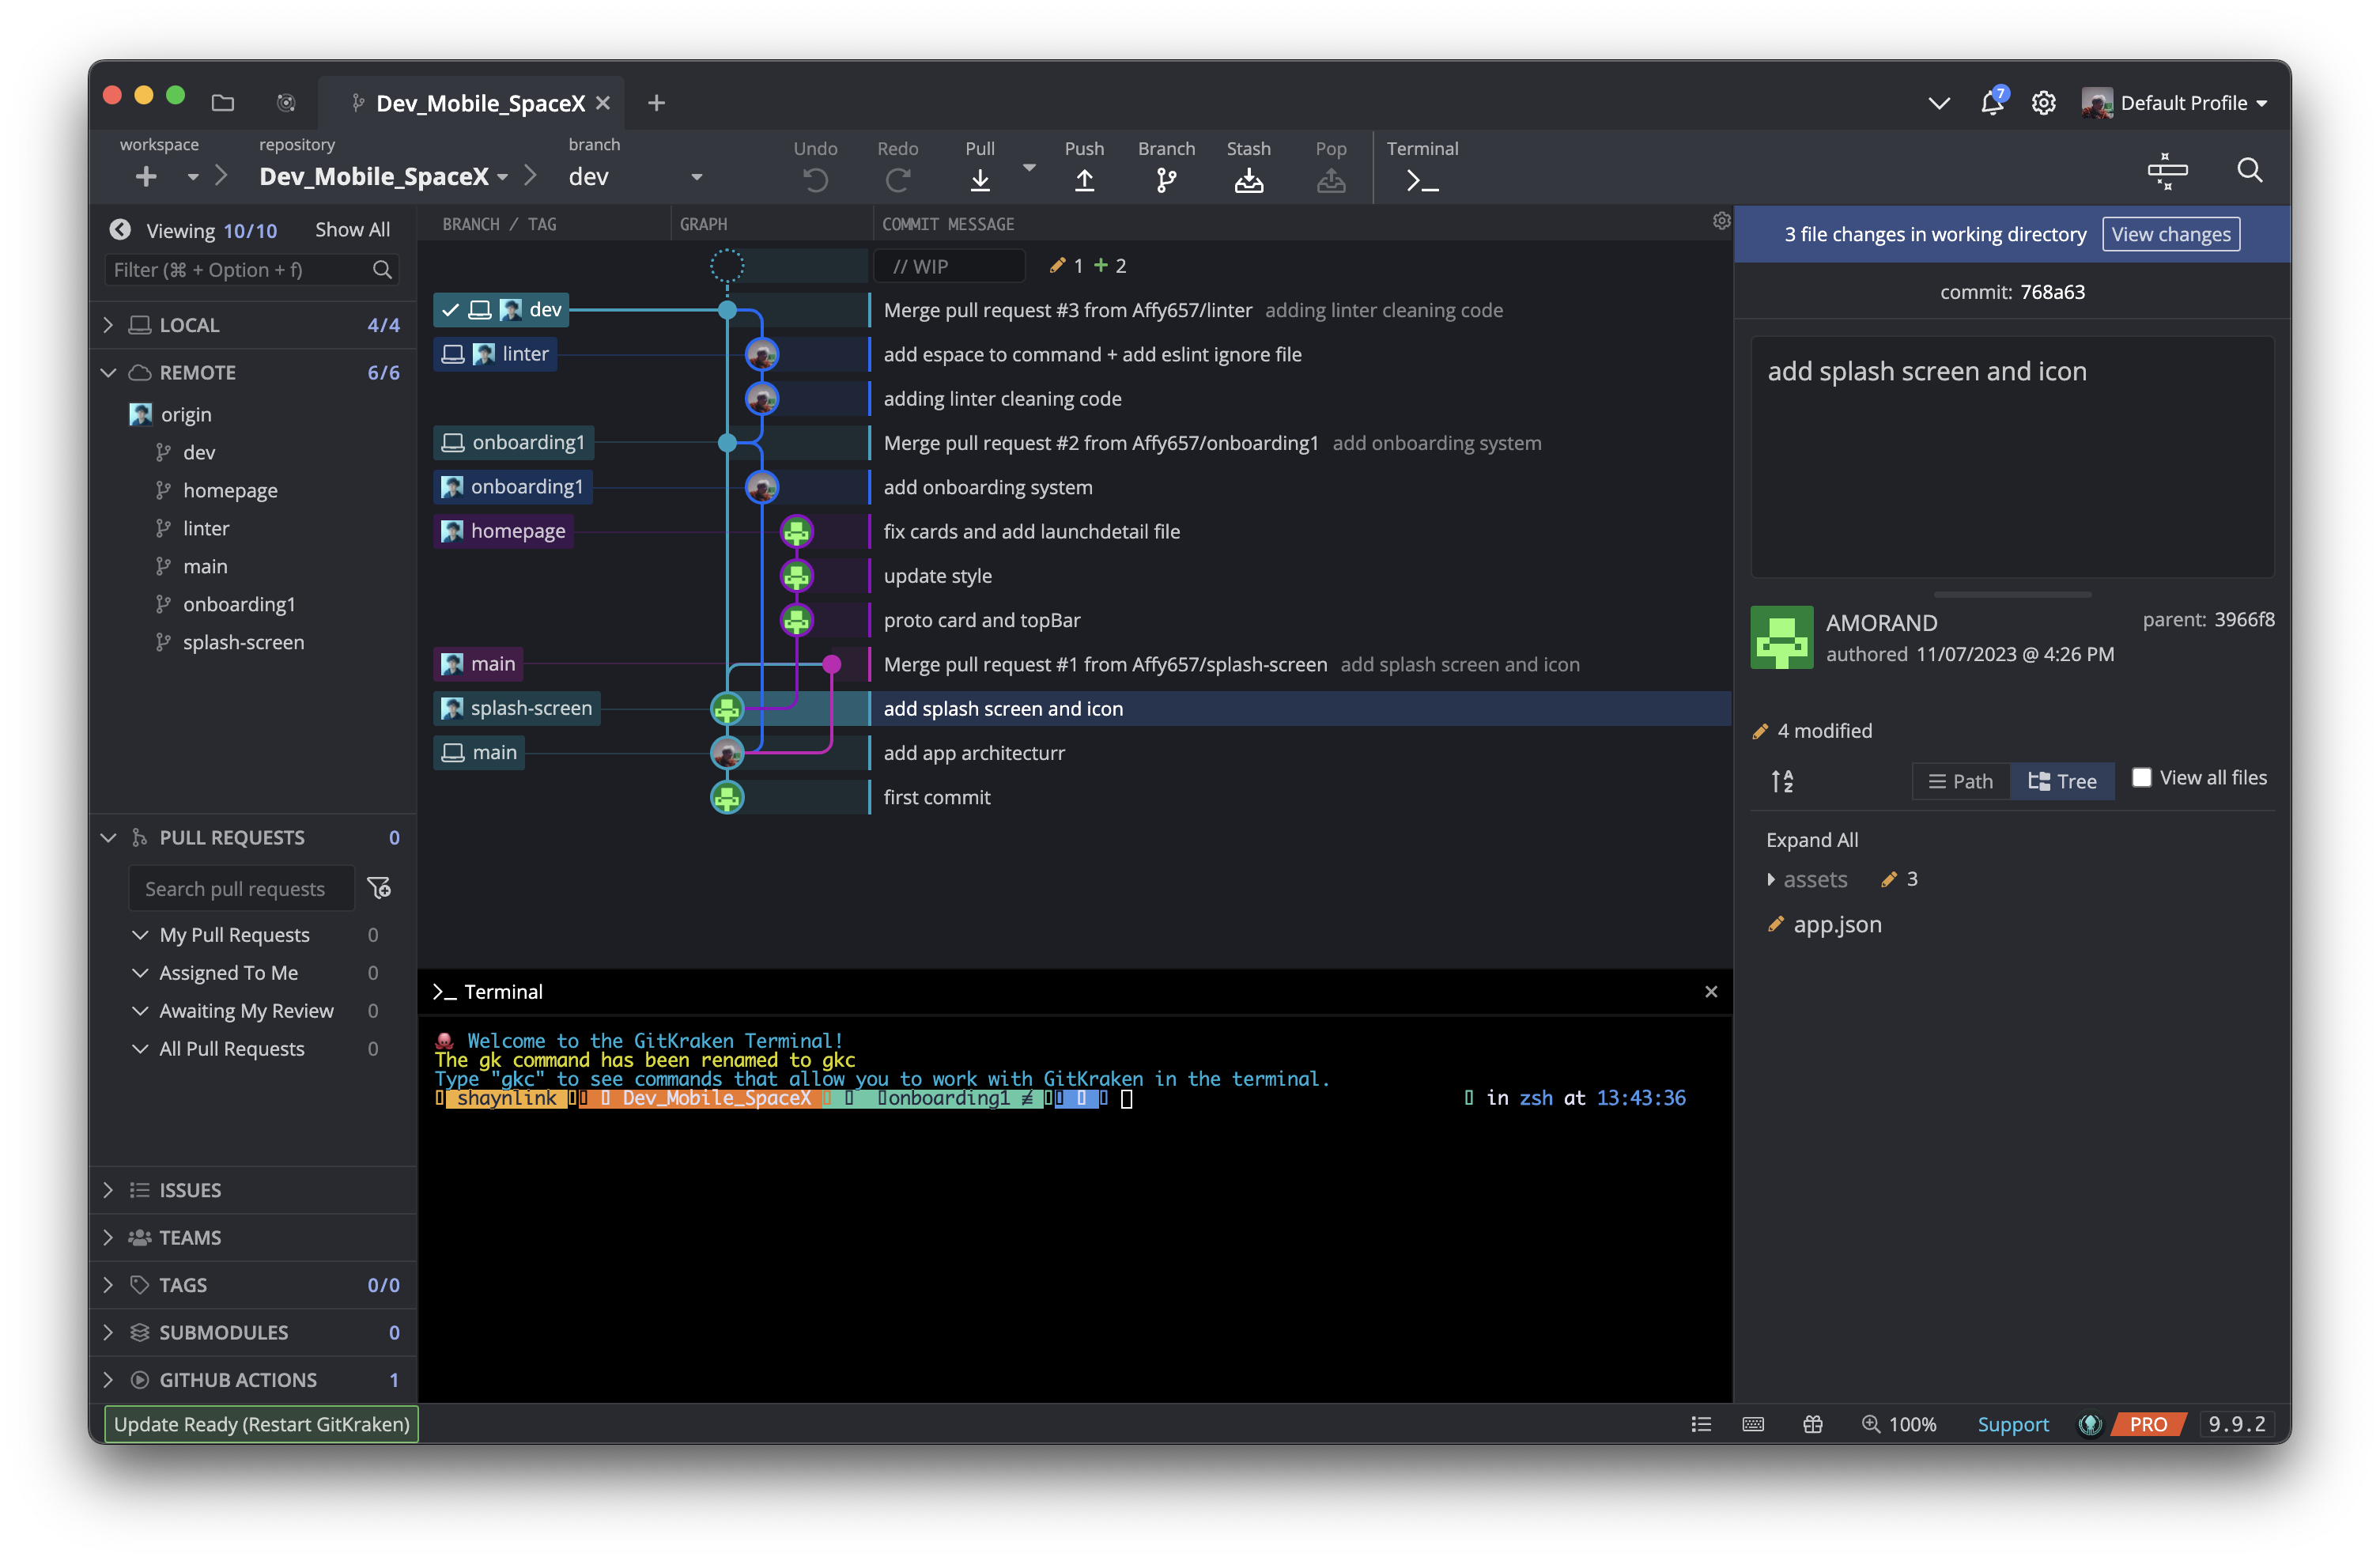 Dev_Mobile_SpaceX
7
Default Profile
workspace
repository
branch
Dev_Mobile_SpaceX
dev
Undo
Redo
Pull
Push
Branch
Stash
Pop
Terminal
Viewing 10/10
Show All
Filter (⌘ + Option + f)
LOCAL 4/4
REMOTE 6/6
origin
dev
homepage
linter
main
onboarding1
splash-screen
PULL REQUESTS 0
Search pull requests
My Pull Requests 0
Assigned To Me 0
Awaiting My Review 0
All Pull Requests 0
ISSUES
TEAMS
TAGS 0/0
SUBMODULES 0
GITHUB ACTIONS 1
BRANCH / TAG
GRAPH
COMMIT MESSAGE
// WIP 1 + 2
dev Merge pull request #3 from Affy657/linter adding linter cleaning code
linter add espace to command + add eslint ignore file
adding linter cleaning code
onboarding1 Merge pull request #2 from Affy657/onboarding1 add onboarding system
onboarding1 add onboarding system
homepage fix cards and add launchdetail file
update style
proto card and topBar
main Merge pull request #1 from Affy657/splash-screen add splash screen and icon
splash-screen add splash screen and icon
main add app architecturr
first commit
>_ Terminal
Welcome to the GitKraken Terminal!
The gk command has been renamed to gkc
Type "gkc" to see commands that allow you to work with GitKraken in the terminal.
shaynlink Dev_Mobile_SpaceX onboarding1 ≢ in zsh at 13:43:36
3 file changes in working directory
View changes
commit: 768a63
add splash screen and icon
AMORAND
parent: 3966f8
authored 11/07/2023 @ 4:26 PM
4 modified
Path
Tree
View all files
Expand All
assets 3
app.json
Update Ready (Restart GitKraken)
100%
Support
PRO
9.9.2